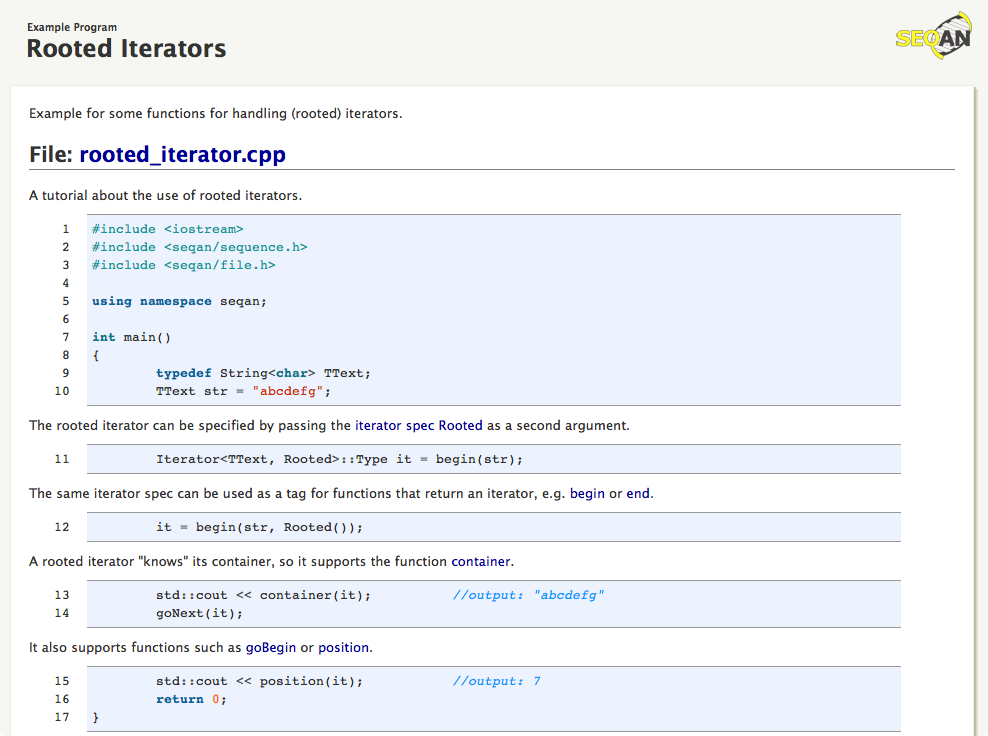 Example Program
Rooted Iterators
SEQAN
Example for some functions for handling (rooted) iterators.
File: rooted_iterator.cpp
A tutorial about the use of rooted iterators.
1 #include <iostream>
2 #include <seqan/sequence.h>
3 #include <seqan/file.h>
4
5 using namespace seqan;
6
7 int main()
8 {
9 typedef String<char> TText;
10 TText str = "abcdefg";
The rooted iterator can be specified by passing the iterator spec Rooted as a second argument.
11 Iterator<TText, Rooted>::Type it = begin(str);
The same iterator spec can be used as a tag for functions that return an iterator, e.g. begin or end.
12 it = begin(str, Rooted());
A rooted iterator "knows" its container, so it supports the function container.
13 std::cout << container(it); //output: "abcdefg"
14 goNext(it);
It also supports functions such as goBegin or position.
15 std::cout << position(it); //output: 7
16 return 0;
17 }